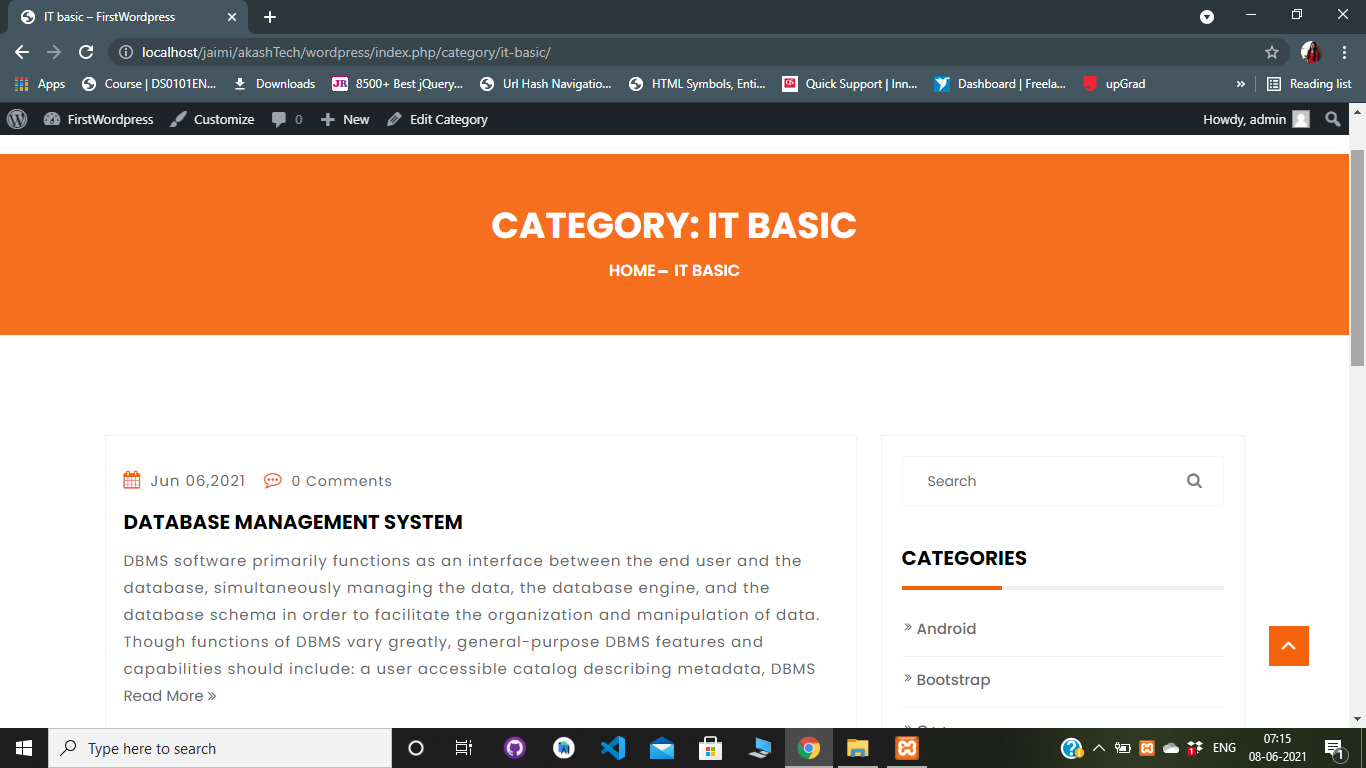 IT basic – FirstWordpress
localhost/jaimi/akashTech/wordpress/index.php/category/it-basic/
Apps Course | DS0101EN... Downloads JR 8500+ Best jQuery... Url Hash Navigatio... HTML Symbols, Enti... Quick Support | Inn... Dashboard | Freela... upGrad » Reading list
FirstWordpress Customize 0 New Edit Category Howdy, admin
CATEGORY: IT BASIC
HOME – IT BASIC
Jun 06,2021 0 Comments
DATABASE MANAGEMENT SYSTEM
DBMS software primarily functions as an interface between the end user and the
database, simultaneously managing the data, the database engine, and the
database schema in order to facilitate the organization and manipulation of data.
Though functions of DBMS vary greatly, general-purpose DBMS features and
capabilities should include: a user accessible catalog describing metadata, DBMS
Read More »
Search
CATEGORIES
» Android
» Bootstrap
Type here to search
ENG
07:15
08-06-2021
1